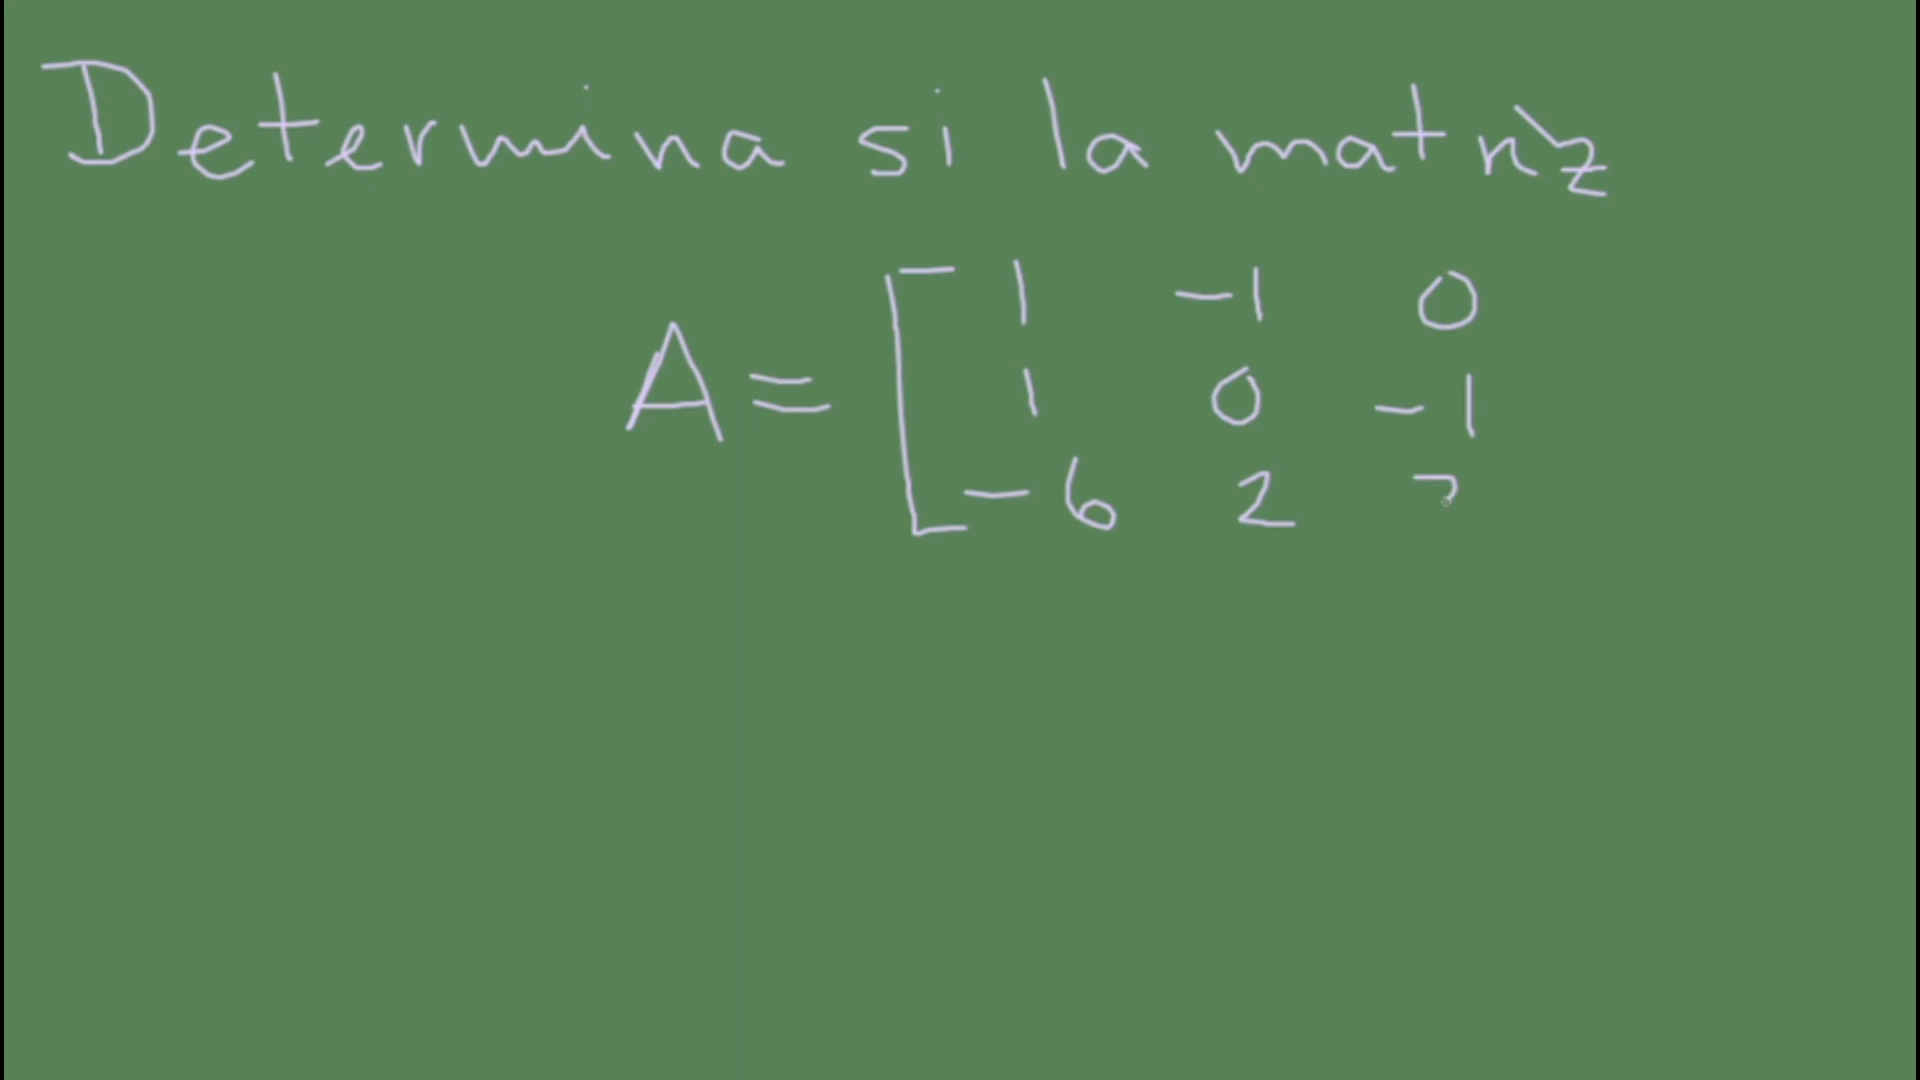 Determina si la matriz
1 -1 0
A = [ 1 0 -1
-6 2